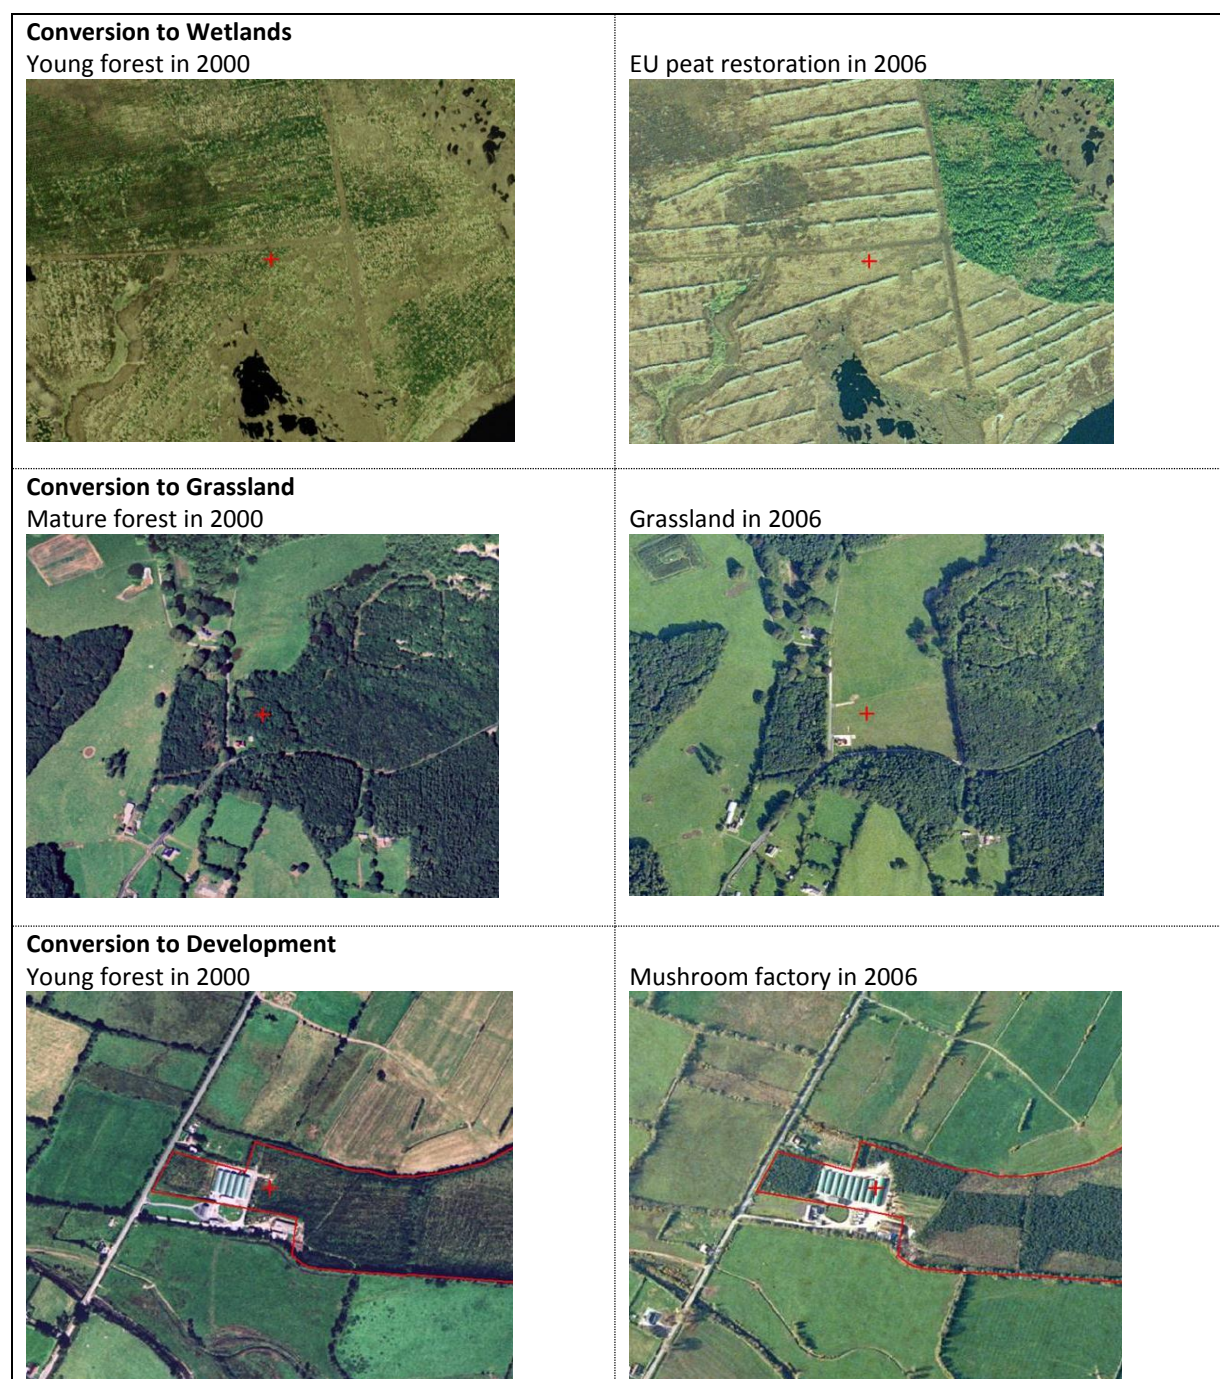 Conversion to Wetlands
Young forest in 2000
EU peat restoration in 2006
Conversion to Grassland
Mature forest in 2000
Grassland in 2006
Conversion to Development
Young forest in 2000
Mushroom factory in 2006